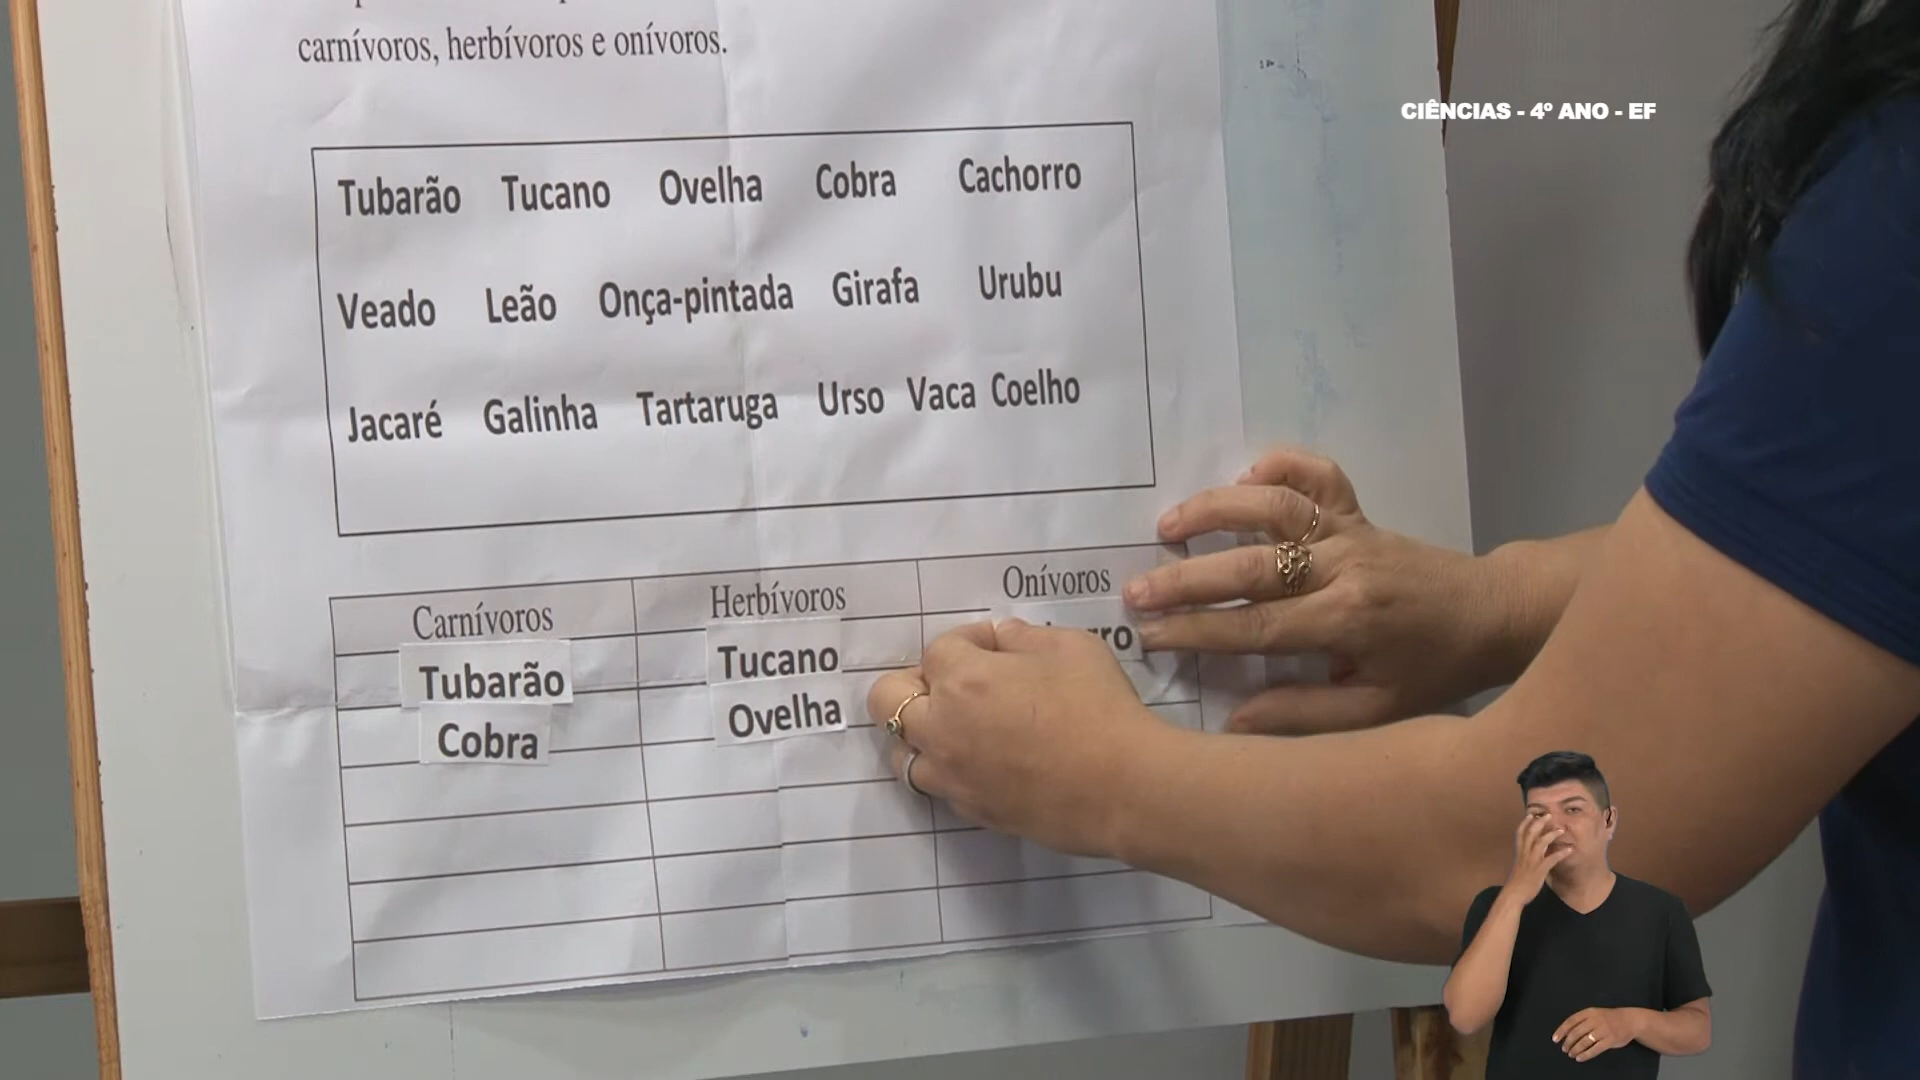 carnívoros, herbívoros e onívoros.
CIÊNCIAS - 4º ANO - EF
Tubarão Tucano Ovelha Cobra Cachorro
Veado Leão Onça-pintada Girafa Urubu
Jacaré Galinha Tartaruga Urso Vaca Coelho
Carnívoros Herbívoros Onívoros
Tubarão Tucano
Cobra Ovelha